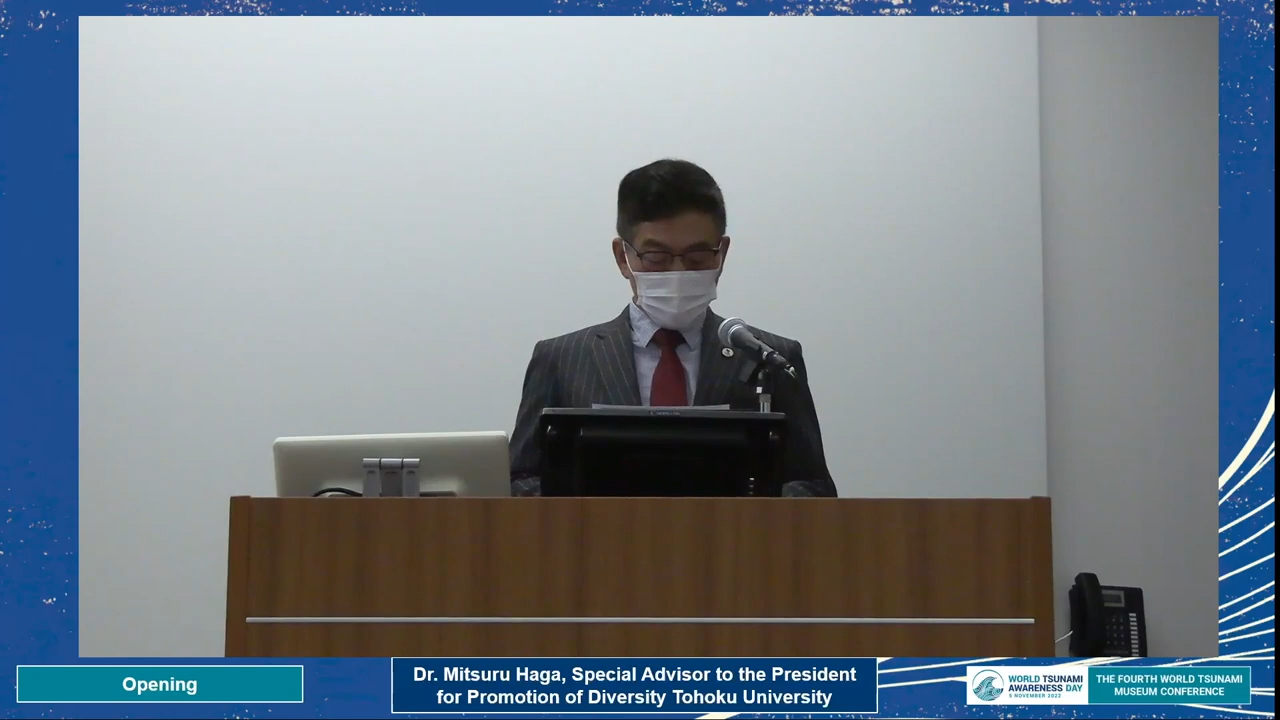 Opening
Dr. Mitsuru Haga, Special Advisor to the President
for Promotion of Diversity Tohoku University
WORLD TSUNAMI
AWARENESS DAY
5 NOVEMBER 2022
THE FOURTH WORLD TSUNAMI
MUSEUM CONFERENCE